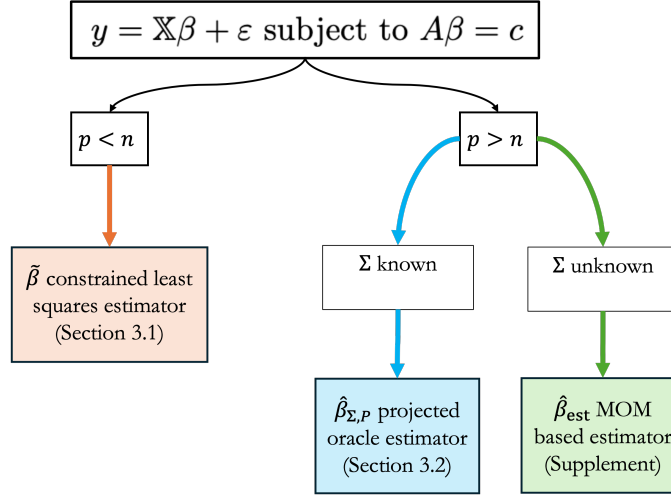 y = 𝕏β + ε subject to Aβ = c
p < n
p > n
Σ known
Σ unknown
β̃ constrained least
squares estimator
(Section 3.1)
β̂_{Σ,P} projected
oracle estimator
(Section 3.2)
β̂_{est} MOM
based estimator
(Supplement)